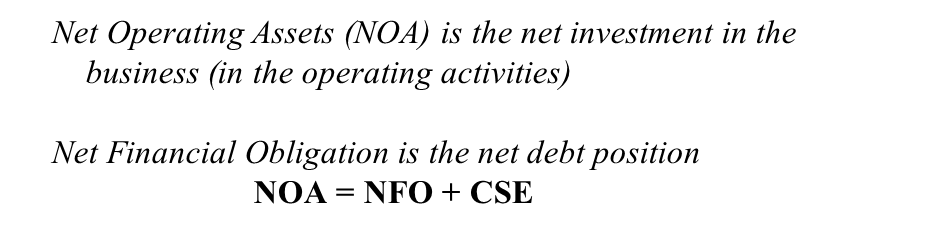 Net Operating Assets (NOA) is the net investment in the
business (in the operating activities)
Net Financial Obligation is the net debt position
NOA = NFO + CSE